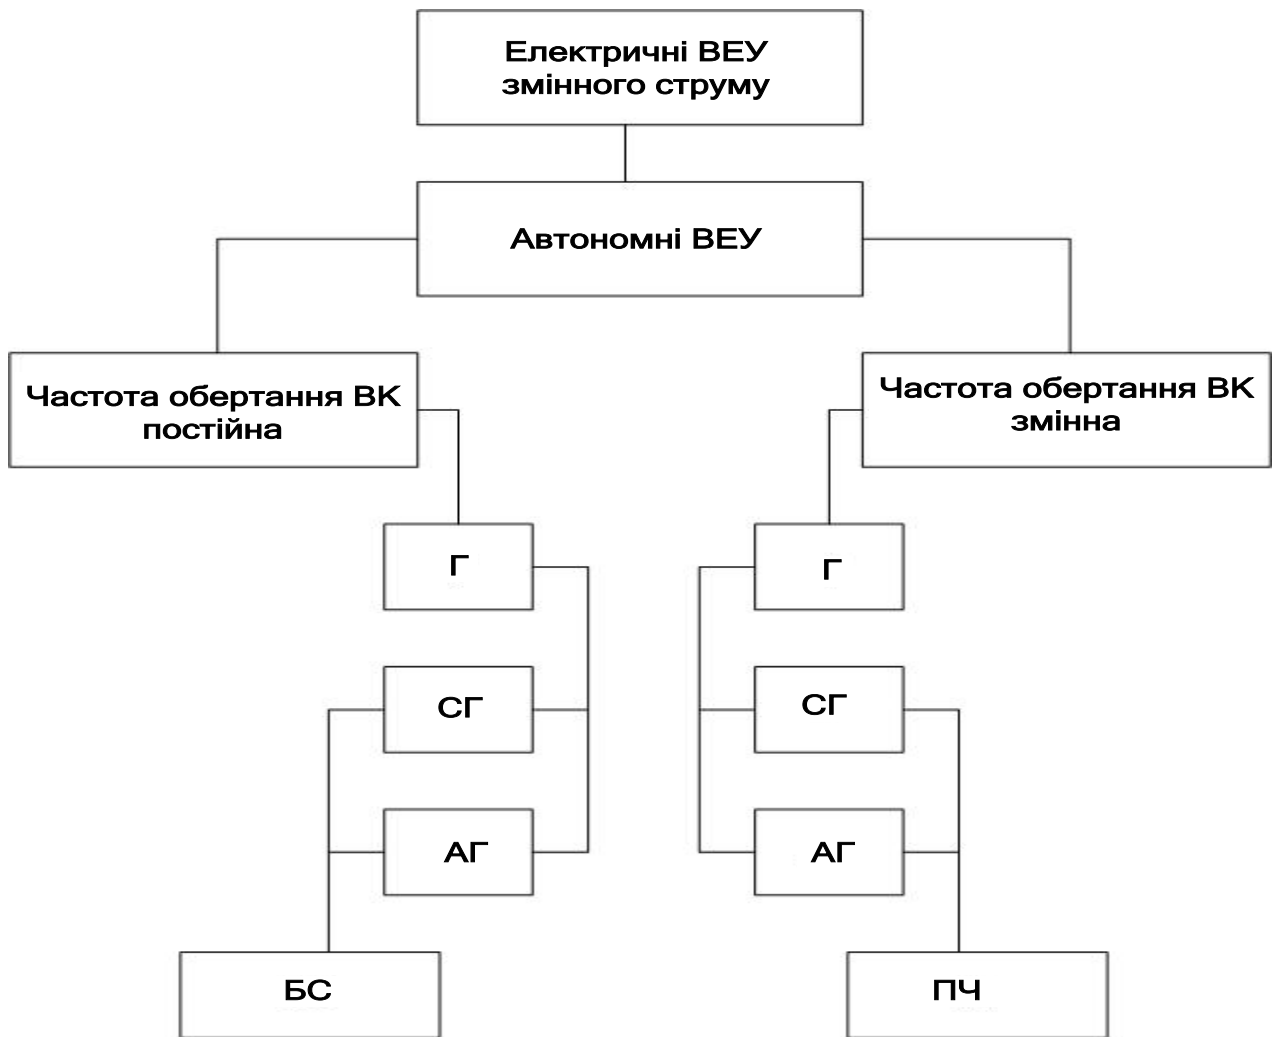 Електричні ВЕУ
змінного струму
Автономні ВЕУ
Частота обертання ВК
постійна
Частота обертання ВК
змінна
Г
Г
СГ
СГ
АГ
АГ
БС
ПЧ